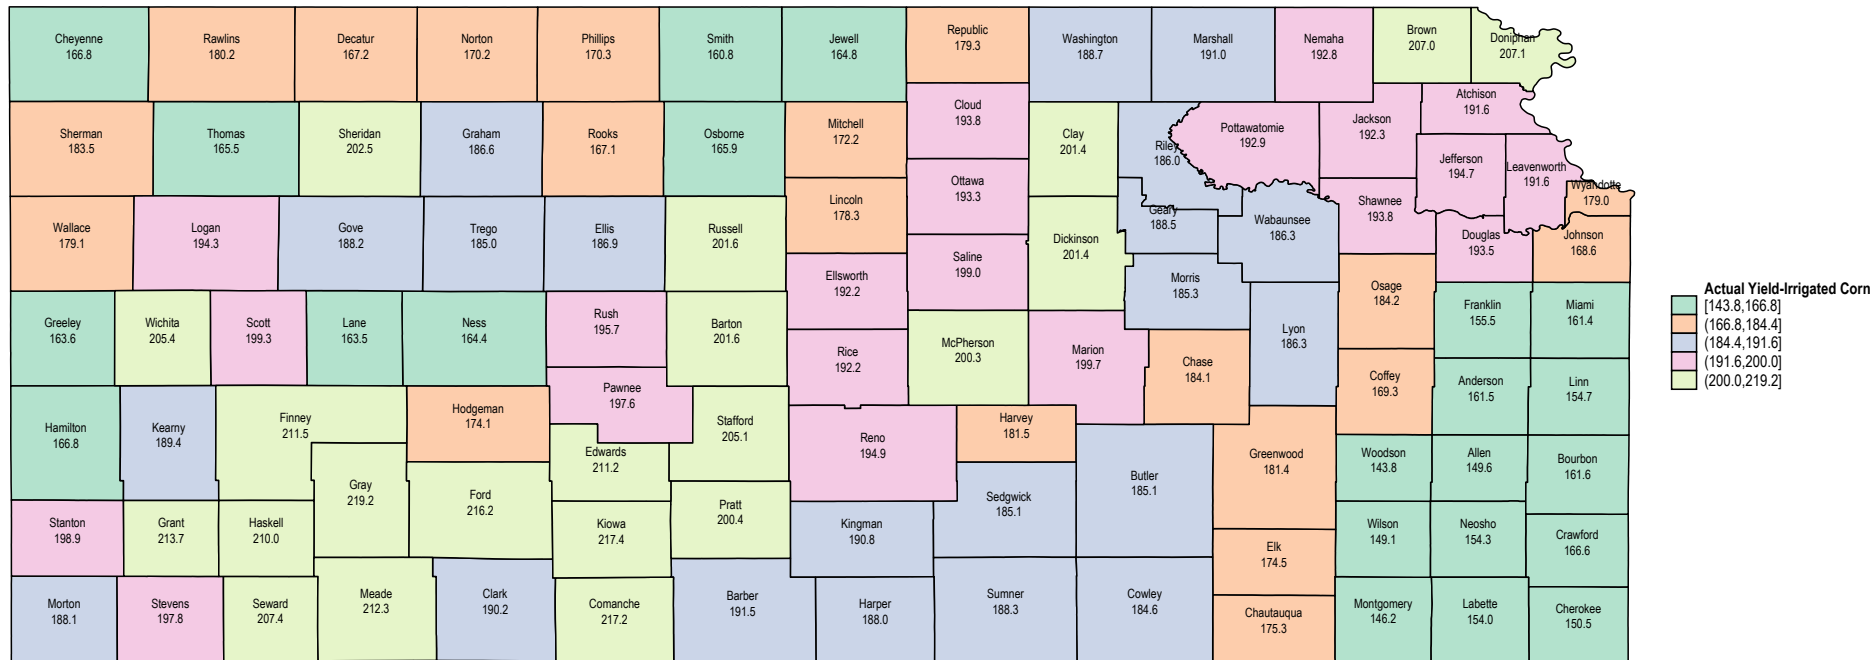 Cheyenne
166.8
Rawlins
180.2
Decatur
167.2
Norton
170.2
Phillips
170.3
Smith
160.8
Jewell
164.8
Republic
179.3
Washington
188.7
Marshall
191.0
Nemaha
192.8
Brown
207.0
Doniphan
207.1
Sherman
183.5
Thomas
165.5
Sheridan
202.5
Graham
186.6
Rooks
167.1
Osborne
165.9
Mitchell
172.2
Cloud
193.8
Clay
201.4
Riley
186.0
Pottawatomie
192.9
Jackson
192.3
Atchison
191.6
Jefferson
194.7
Leavenworth
191.6
Wyandotte
179.0
Wallace
179.1
Logan
194.3
Gove
188.2
Trego
185.0
Ellis
186.9
Russell
201.6
Lincoln
178.3
Ottawa
193.3
Saline
199.0
Dickinson
201.4
Geary
188.5
Wabaunsee
186.3
Shawnee
193.8
Douglas
193.5
Johnson
168.6
Ellsworth
192.2
Morris
185.3
Osage
184.2
Franklin
155.5
Miami
161.4
Greeley
163.6
Wichita
205.4
Scott
199.3
Lane
163.5
Ness
164.4
Rush
195.7
Barton
201.6
Rice
192.2
McPherson
200.3
Marion
199.7
Chase
184.1
Lyon
186.3
Coffey
169.3
Anderson
161.5
Linn
154.7
Hamilton
166.8
Kearny
189.4
Finney
211.5
Hodgeman
174.1
Pawnee
197.6
Stafford
205.1
Reno
194.9
Harvey
181.5
Edwards
211.2
Gray
219.2
Ford
216.2
Pratt
200.4
Sedgwick
185.1
Butler
185.1
Greenwood
181.4
Woodson
143.8
Allen
149.6
Bourbon
161.6
Stanton
198.9
Grant
213.7
Haskell
210.0
Kiowa
217.4
Kingman
190.8
Elk
174.5
Wilson
149.1
Neosho
154.3
Crawford
166.6
Morton
188.1
Stevens
197.8
Seward
207.4
Meade
212.3
Clark
190.2
Comanche
217.2
Barber
191.5
Harper
188.0
Sumner
188.3
Cowley
184.6
Chautauqua
175.3
Montgomery
146.2
Labette
154.0
Cherokee
150.5
Actual Yield-Irrigated Corn
[143.8,166.8]
(166.8,184.4]
(184.4,191.6]
(191.6,200.0]
(200.0,219.2]